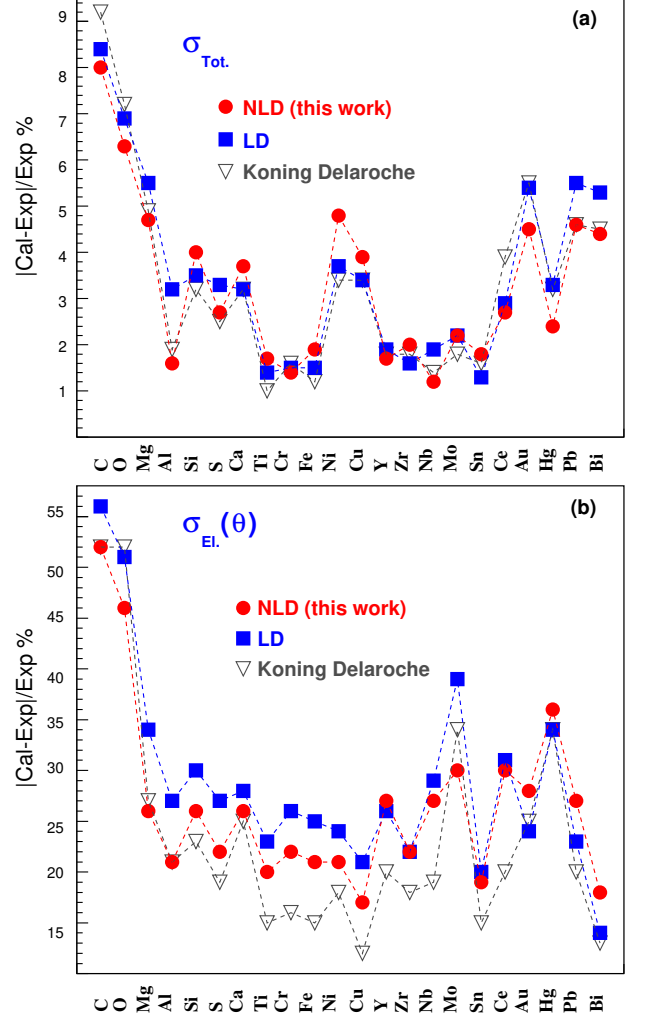 (a)
σ Tot.
NLD (this work)
LD
Koning Delaroche
|Cal-Exp|/Exp %
9
8
7
6
5
4
3
2
1
C O Mg Al Si S Ca Ti Cr Fe Ni Cu Y Zr Nb Mo Sn Ce Au Hg Pb Bi
(b)
σ El. (θ)
NLD (this work)
LD
Koning Delaroche
|Cal-Exp|/Exp %
55
50
45
40
35
30
25
20
15
C O Mg Al Si S Ca Ti Cr Fe Ni Cu Y Zr Nb Mo Sn Ce Au Hg Pb Bi